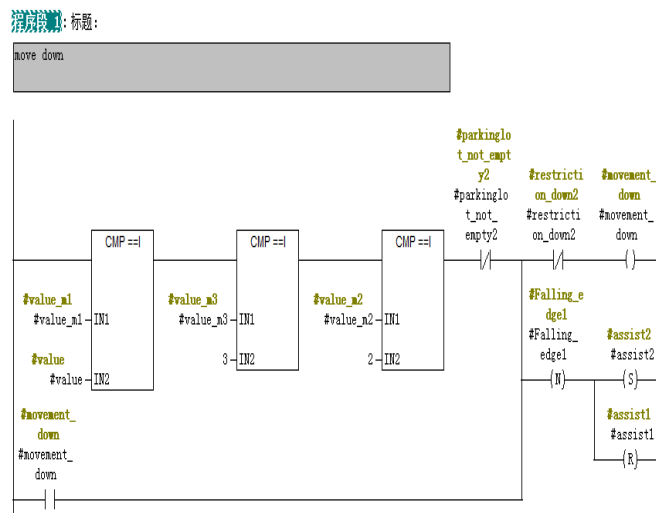 程序段 1: 标题:
move down
#parkinglo
t_not_empt
y2
#parkinglo
t_not_
empty2
#restricti
on_down2
#restricti
on_down2
#movement_
down
#movement_
down
CMP ==I
CMP ==I
CMP ==I
#value_m1
#value_m1
IN1
#value
#value
IN2
#value_m3
#value_m3
IN1
3
IN2
#value_m2
#value_m2
IN1
2
IN2
#Falling_e
dge1
#Falling_
edge1
(N)
#assist2
#assist2
(S)
#assist1
#assist1
(R)
#movement_
down
#movement_
down